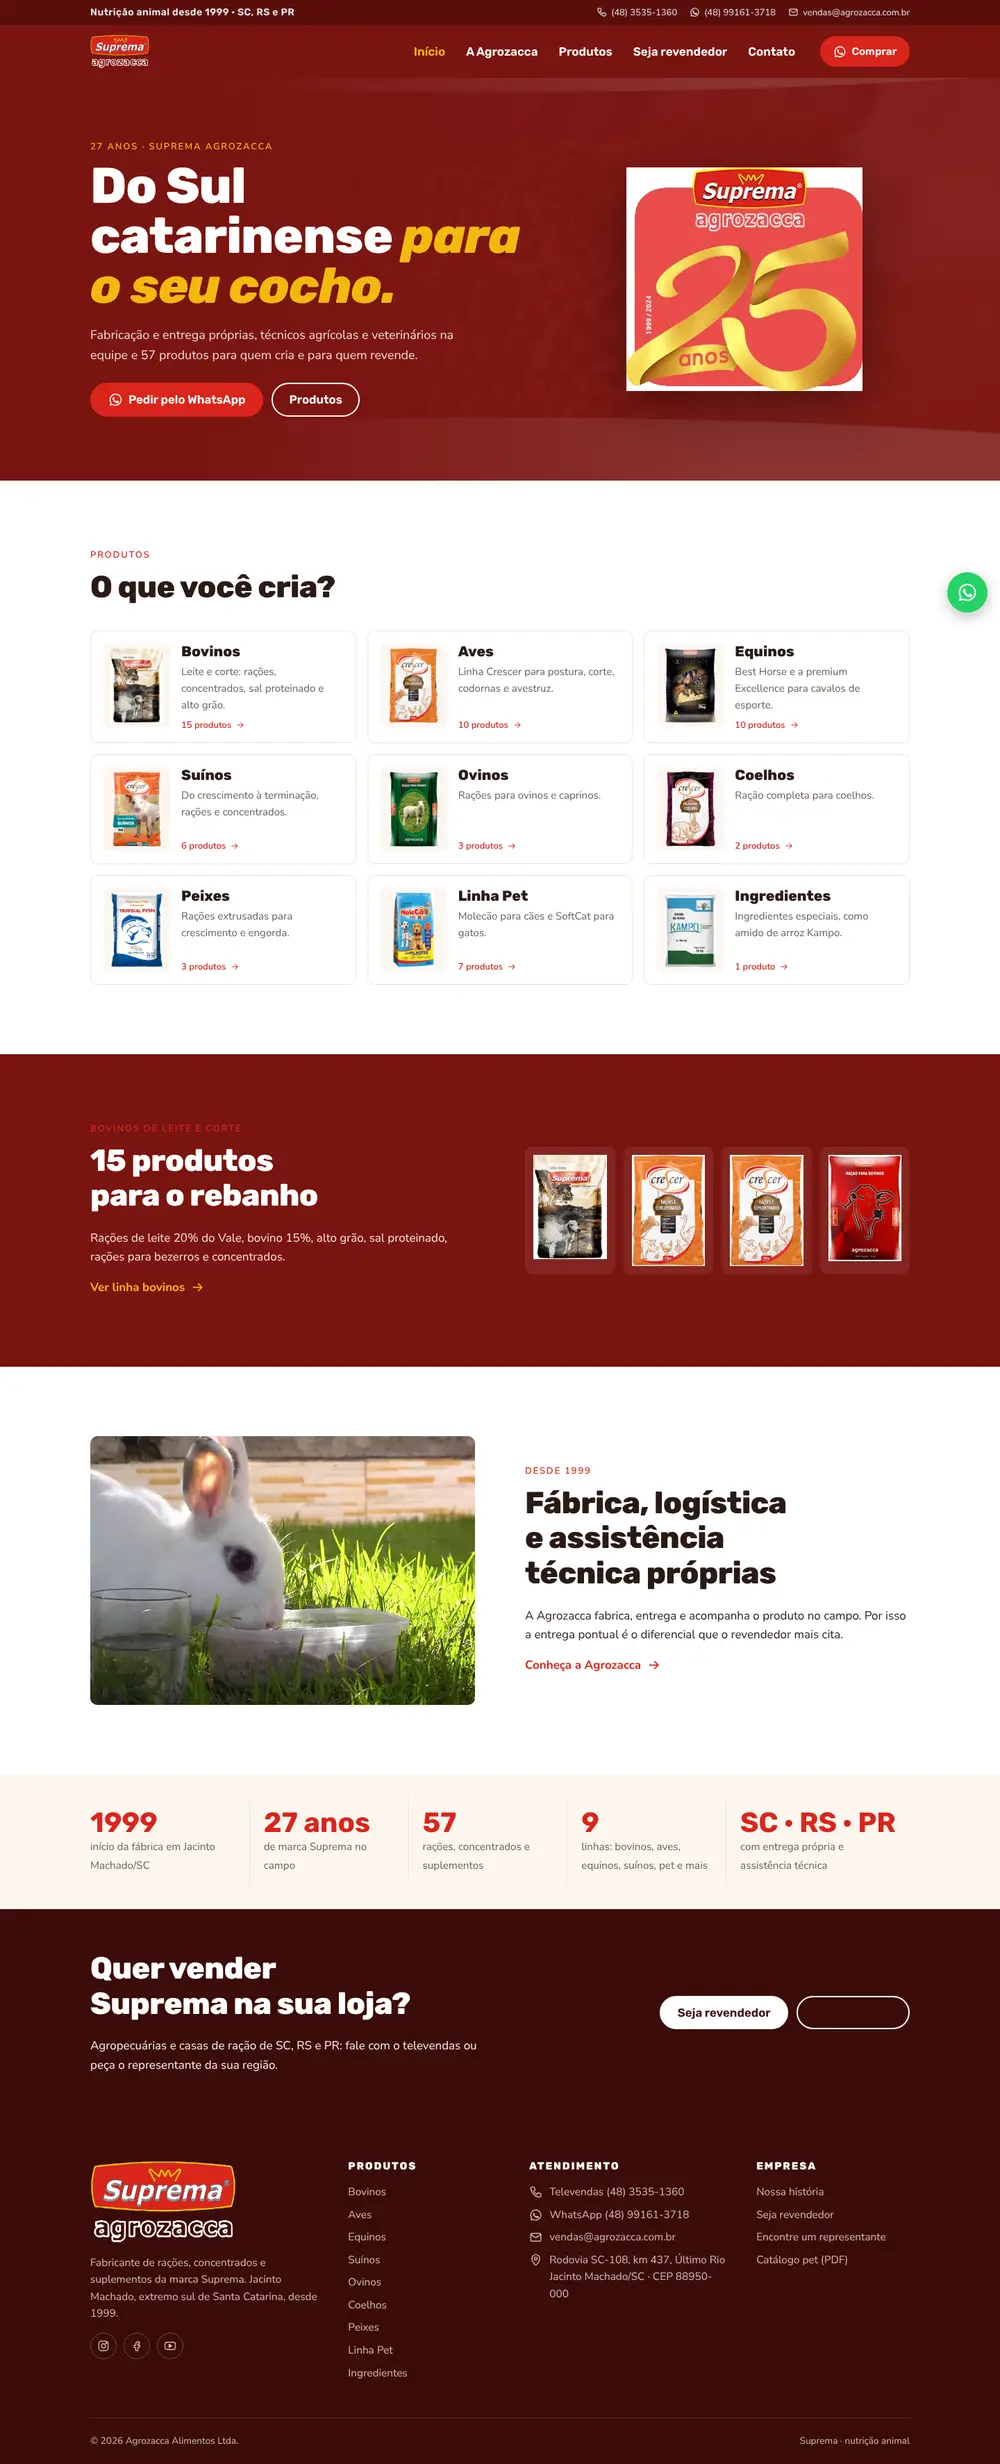 Nutrição animal desde 1999 • SC, RS e PR
(48) 3535-1360
(48) 99161-3718
vendas@agrozacca.com.br
Suprema
agrozacca
Início
A Agrozacca
Produtos
Seja revendedor
Contato
Comprar
27 ANOS · SUPREMA AGROZACCA
Do Sul
catarinense para
o seu cocho.
Fabricação e entrega próprias, técnicos agrícolas e veterinários na
equipe e 57 produtos para quem cria e para quem revende.
Pedir pelo WhatsApp
Produtos
Suprema
agrozacca
25
anos
1999 / 2024
PRODUTOS
O que você cria?
Bovinos
Leite e corte: rações,
concentrados, sal proteinado e
alto grão.
15 produtos
Aves
Linha Crescer para postura, corte,
codornas e avestruz.
10 produtos
Equinos
Best Horse e a premium
Excellence para cavalos de
esporte.
10 produtos
Suínos
Do crescimento à terminação,
rações e concentrados.
6 produtos
Ovinos
Rações para ovinos e caprinos.
3 produtos
Coelhos
Ração completa para coelhos.
2 produtos
Peixes
Rações extrusadas para
crescimento e engorda.
3 produtos
Linha Pet
Molecão para cães e SoftCat para
gatos.
7 produtos
Ingredientes
Ingredientes especiais, como
amido de arroz Kampo.
1 produto
BOVINOS DE LEITE E CORTE
15 produtos
para o rebanho
Rações de leite 20% do Vale, bovino 15%, alto grão, sal proteinado,
rações para bezerros e concentrados.
Ver linha bovinos
Suprema
crescer
RAÇÕES E
CONCENTRADOS
crescer
RAÇÕES E
CONCENTRADOS
RAÇÃO PARA BOVINOS
agrozacca
DESDE 1999
Fábrica, logística
e assistência
técnica próprias
A Agrozacca fabrica, entrega e acompanha o produto no campo. Por isso
a entrega pontual é o diferencial que o revendedor mais cita.
Conheça a Agrozacca
1999
início da fábrica em Jacinto
Machado/SC
27 anos
de marca Suprema no
campo
57
rações, concentrados e
suplementos
9
linhas: bovinos, aves,
equinos, suínos, pet e mais
SC • RS • PR
com entrega própria e
assistência técnica
Quer vender
Suprema na sua loja?
Agropecuárias e casas de ração de SC, RS e PR: fale com o televendas ou
peça o representante da sua região.
Seja revendedor
Suprema
agrozacca
Fabricante de rações, concentrados e
suplementos da marca Suprema. Jacinto
Machado, extremo sul de Santa Catarina, desde
1999.
PRODUTOS
Bovinos
Aves
Equinos
Suínos
Ovinos
Coelhos
Peixes
Linha Pet
Ingredientes
ATENDIMENTO
Televendas (48) 3535-1360
WhatsApp (48) 99161-3718
vendas@agrozacca.com.br
Rodovia SC-108, km 437, Último Rio
Jacinto Machado/SC · CEP 88950-
000
EMPRESA
Nossa história
Seja revendedor
Encontre um representante
Catálogo pet (PDF)
© 2026 Agrozacca Alimentos Ltda.
Suprema · nutrição animal